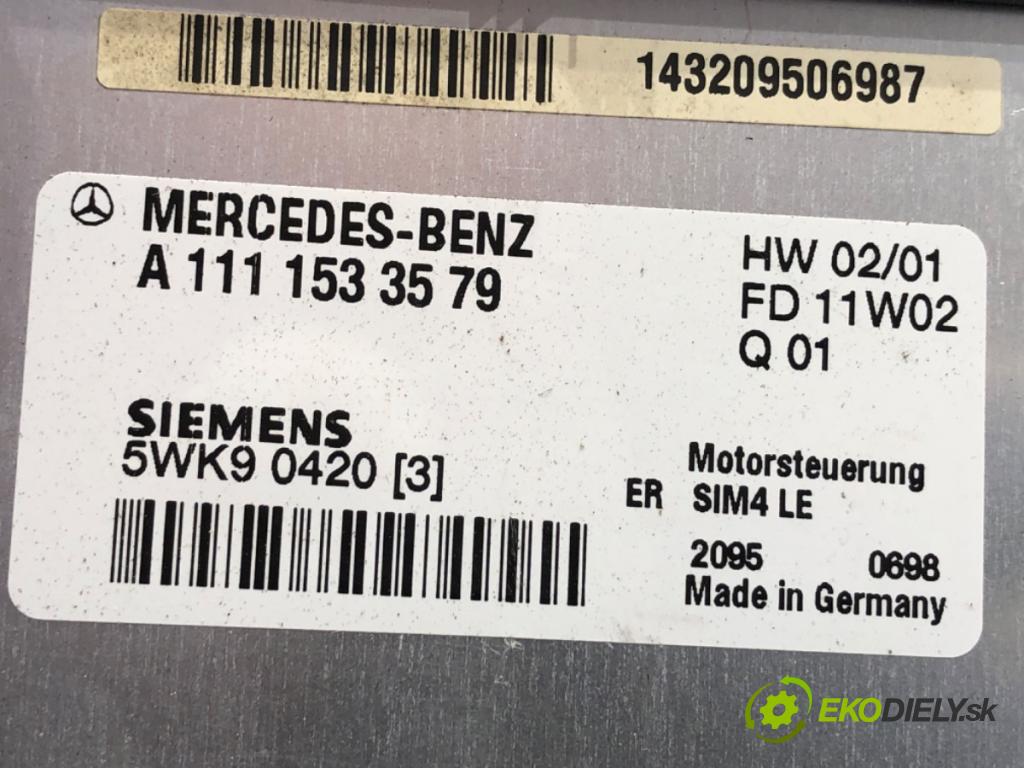 143209506987
MERCEDES-BENZ
A 111 153 35 79
HW 02/01
FD 11W02
Q 01
SIEMENS
5WK9 0420 [3]
Motorsteuerung
ER SIM4 LE
2095 0698
Made in Germany
EKODIELY.sk